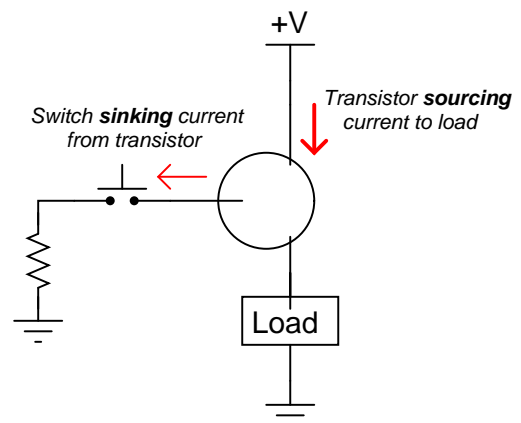 +V
Switch sinking current
from transistor
Transistor sourcing
current to load
Load